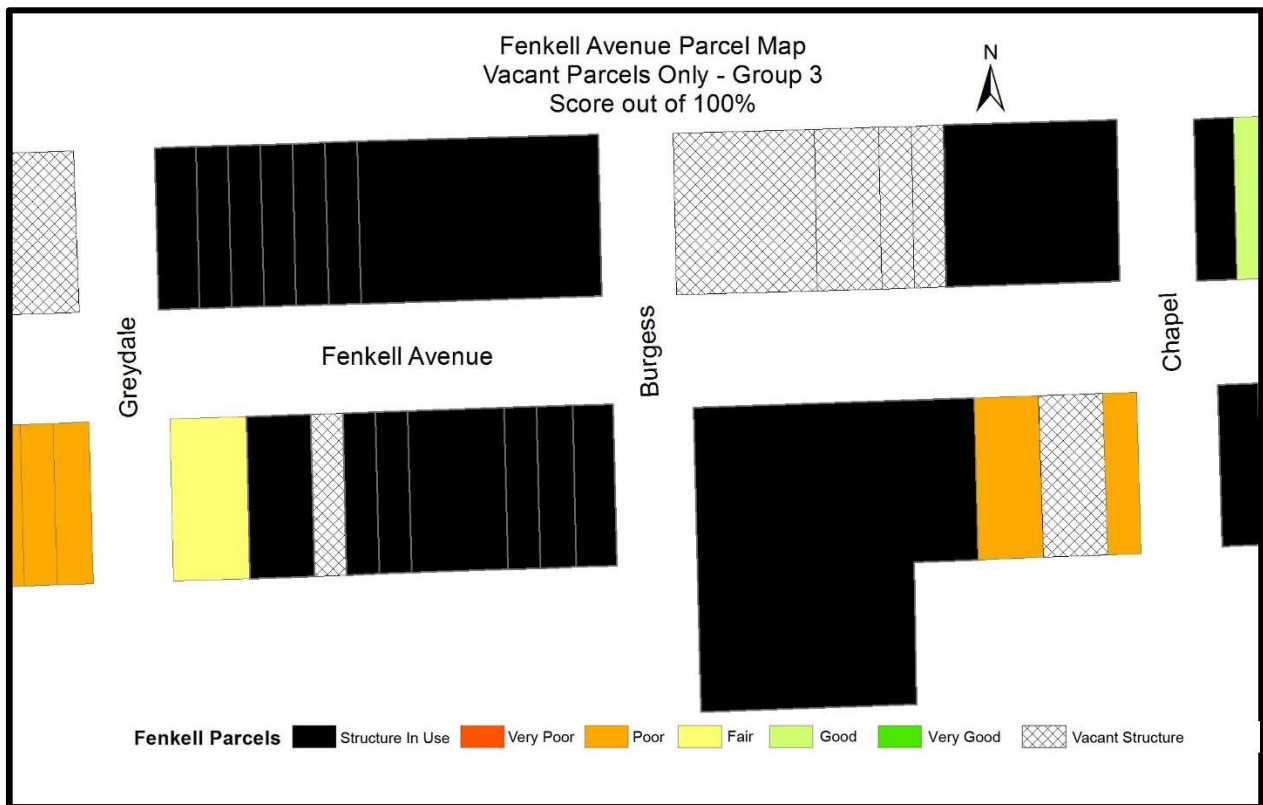 Fenkell Avenue Parcel Map
Vacant Parcels Only - Group 3
Score out of 100%
N
Greydale
Fenkell Avenue
Burgess
Chapel
Fenkell Parcels Structure In Use Very Poor Poor Fair Good Very Good Vacant Structure